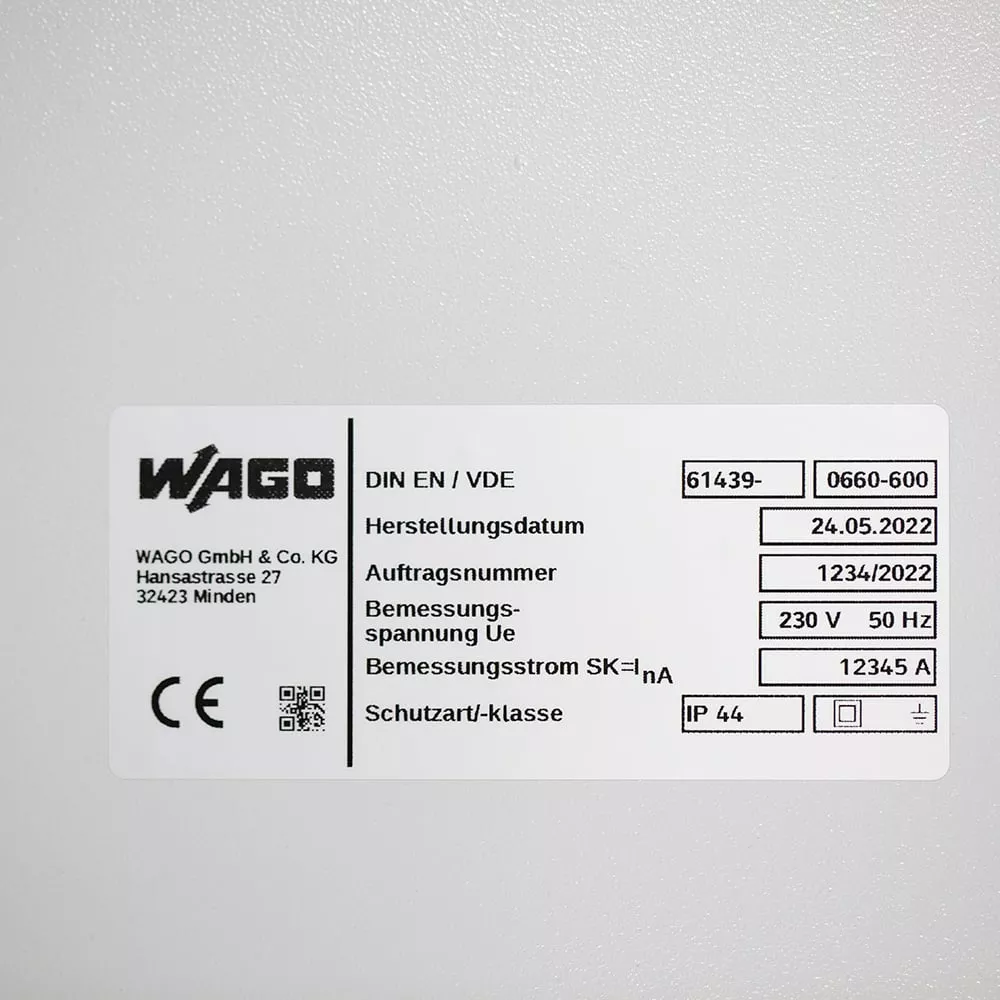 WAGO
WAGO GmbH & Co. KG
Hansastrasse 27
32423 Minden
CE
DIN EN / VDE 61439- 0660-600
Herstellungsdatum 24.05.2022
Auftragsnummer 1234/2022
Bemessungs-
spannung Ue 230 V 50 Hz
Bemessungsstrom SK=InA 12345 A
Schutzart/-klasse IP 44